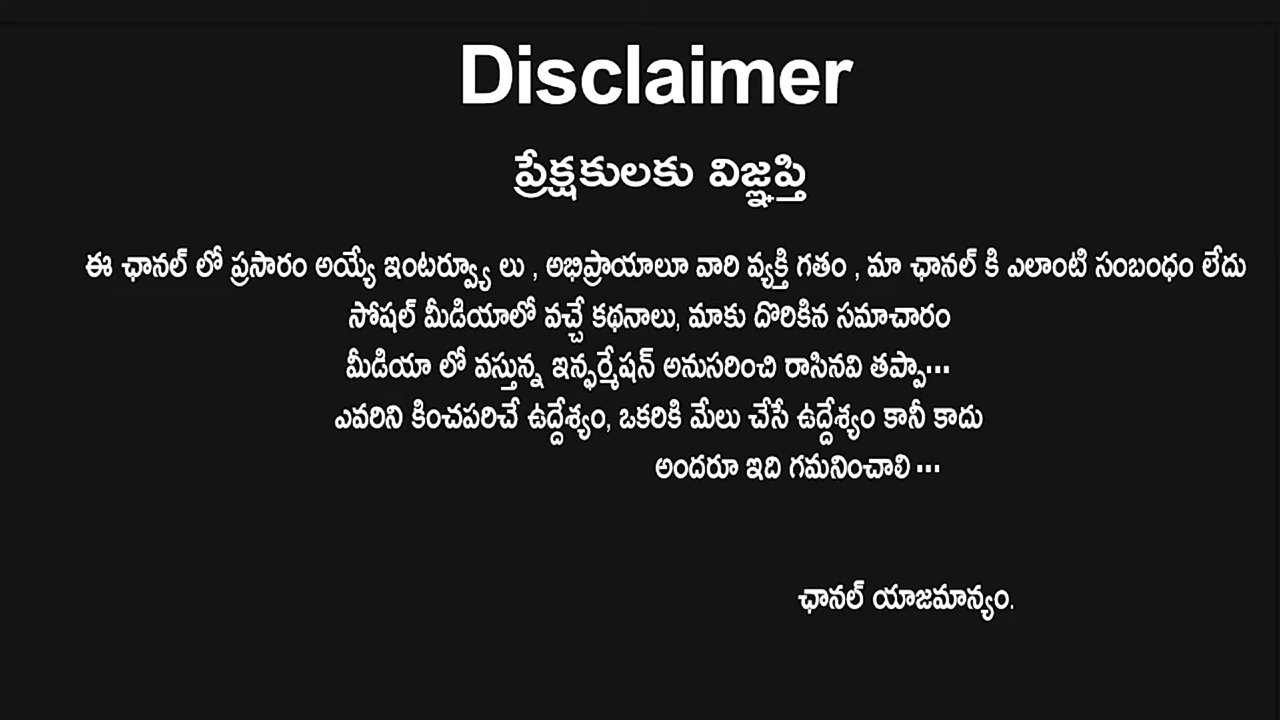 Disclaimer
ప్రేక్షకులకు విజ్ఞప్తి
ఈ ఛానల్ లో ప్రసారం అయ్యే ఇంటర్వ్యూ లు , అభిప్రాయాలూ వారి వ్యక్తి గతం , మా ఛానల్ కి ఎలాంటి సంబంధం లేదు
సోషల్ మీడియాలో వచ్చే కథనాలు, మాకు దొరికిన సమాచారం
మీడియా లో వస్తున్న ఇన్ఫర్మేషన్ అనుసరించి రాసినవి తప్పా...
ఎవరిని కించపరిచే ఉద్దేశ్యం, ఒకరికి మేలు చేసే ఉద్దేశ్యం కానీ కాదు
అందరూ ఇది గమనించాలి ...
ఛానల్ యాజమాన్యం.